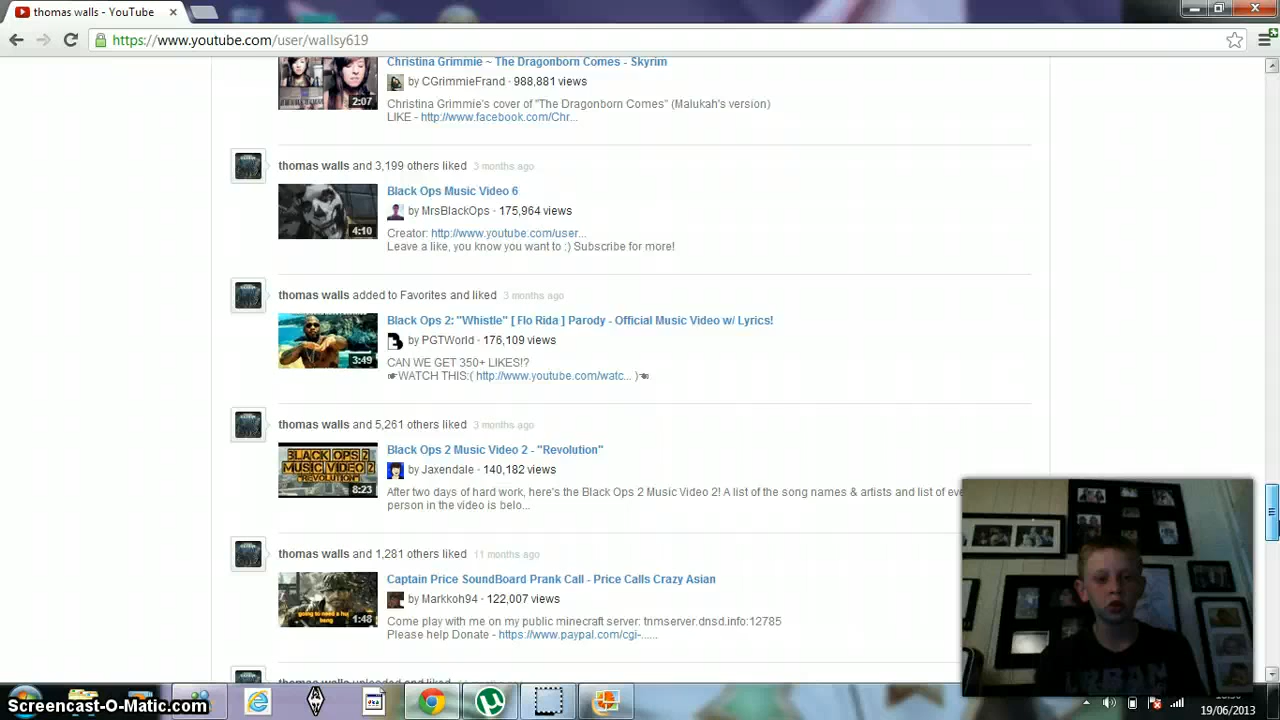 thomas walls - YouTube
https://www.youtube.com/user/wallsy619
Christina Grimmie ~ The Dragonborn Comes - Skyrim
by CGrimmieFrand · 988,881 views
2:07
Christina Grimmie's cover of "The Dragonborn Comes" (Malukah's version)
LIKE - http://www.facebook.com/Chr...
thomas walls and 3,199 others liked 3 months ago
Black Ops Music Video 6
by MrsBlackOps · 175,964 views
4:10
Creator: http://www.youtube.com/user...
Leave a like, you know you want to :) Subscribe for more!
thomas walls added to Favorites and liked 3 months ago
Black Ops 2: "Whistle" [ Flo Rida ] Parody - Official Music Video w/ Lyrics!
by PGTWorld · 176,109 views
3:49
CAN WE GET 350+ LIKES!?
☛WATCH THIS:( http://www.youtube.com/watc... )☚
thomas walls and 5,261 others liked 3 months ago
Black Ops 2 Music Video 2 - "Revolution"
BLACK OPS 2
MUSIC VIDEO 2
"REVOLUTION"
by Jaxendale · 140,182 views
8:23
After two days of hard work, here's the Black Ops 2 Music Video 2! A list of the song names & artists and list of eve
person in the video is belo...
thomas walls and 1,281 others liked 11 months ago
Captain Price SoundBoard Prank Call - Price Calls Crazy Asian
by Markkoh94 · 122,007 views
going to need a
bang
1:48
Come play with me on my public minecraft server: tnmserver.dnsd.info:12785
Please help Donate - https://www.paypal.com/cgi-......
thomas walls uploaded and liked
Screencast-O-Matic.com
19/06/2013